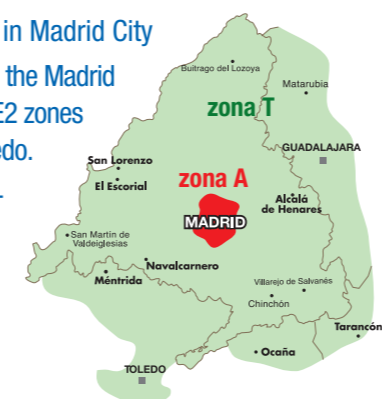 in Madrid City
the Madrid
E2 zones
edo.
Buitrago del Lozoya
Matarubia
zona T
GUADALAJARA
San Lorenzo
El Escorial
zona A
MADRID
Alcalá
de Henares
San Martín de
Valdeiglesias
Navalcarnero
Méntrida
Villarejo de Salvanés
Chinchón
Tarancón
Ocaña
TOLEDO